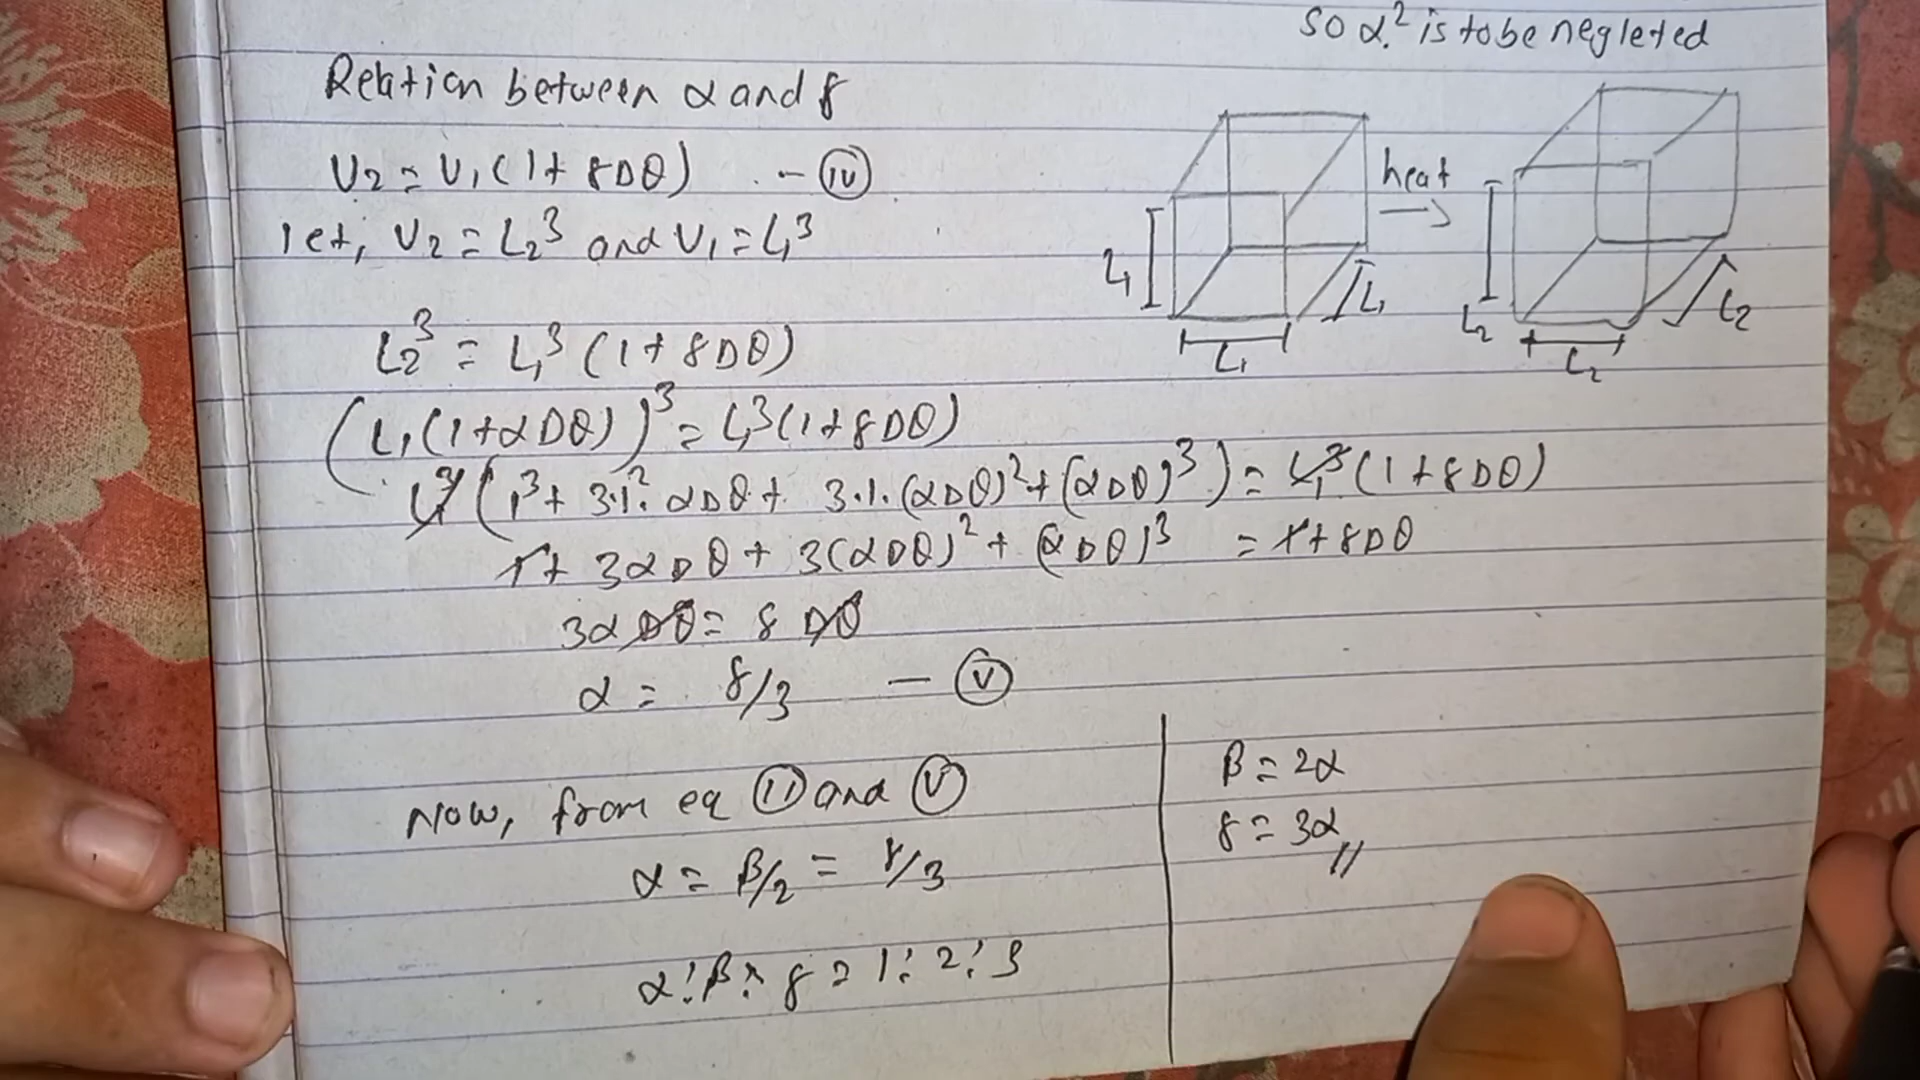 So α² is to be negleted
Relation between α and γ
V₂ = V₁ (1 + γΔθ) - (IV)
let, V₂ = L₂³ and V₁ = L₁³
heat
L₁
L₁
L₁
L₂
L₂
L₂
L₂³ = L₁³ (1 + γΔθ)
(L₁(1+αΔθ))³ = L₁³(1+γΔθ)
L₁³ (1³ + 3·1²·αΔθ + 3·1·(αΔθ)² + (αΔθ)³) = L₁³ (1+γΔθ)
1 + 3αΔθ + 3(αΔθ)² + (αΔθ)³ = 1 + γΔθ
3αΔθ = γΔθ
α = γ/3 — (V)
Now, from eq (II) and (V)
α = β/2 = γ/3
α : β : γ = 1 : 2 : 3
β = 2α
γ = 3α //